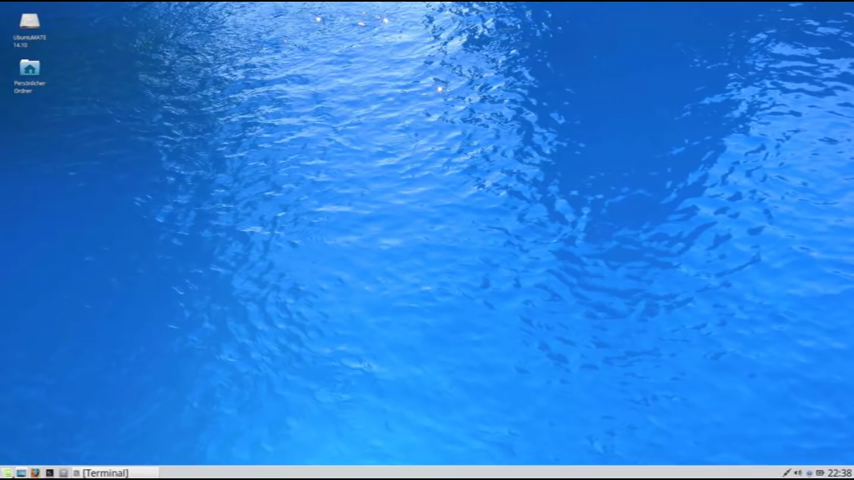 UbuntuMATE
14.10
Persönlicher
Ordner
[Terminal]
22:38